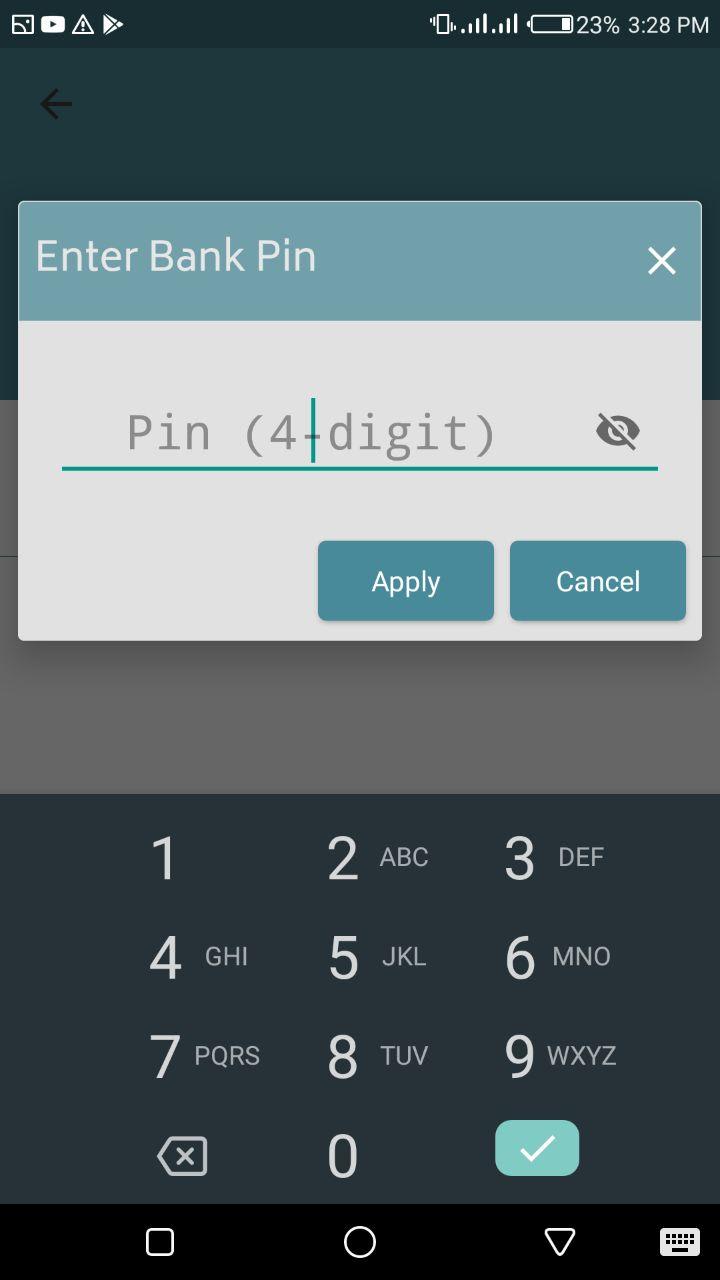 23% 3:28 PM
Enter Bank Pin
Pin (4-digit)
Apply Cancel
1 2 ABC 3 DEF
4 GHI 5 JKL 6 MNO
7 PQRS 8 TUV 9 WXYZ
0